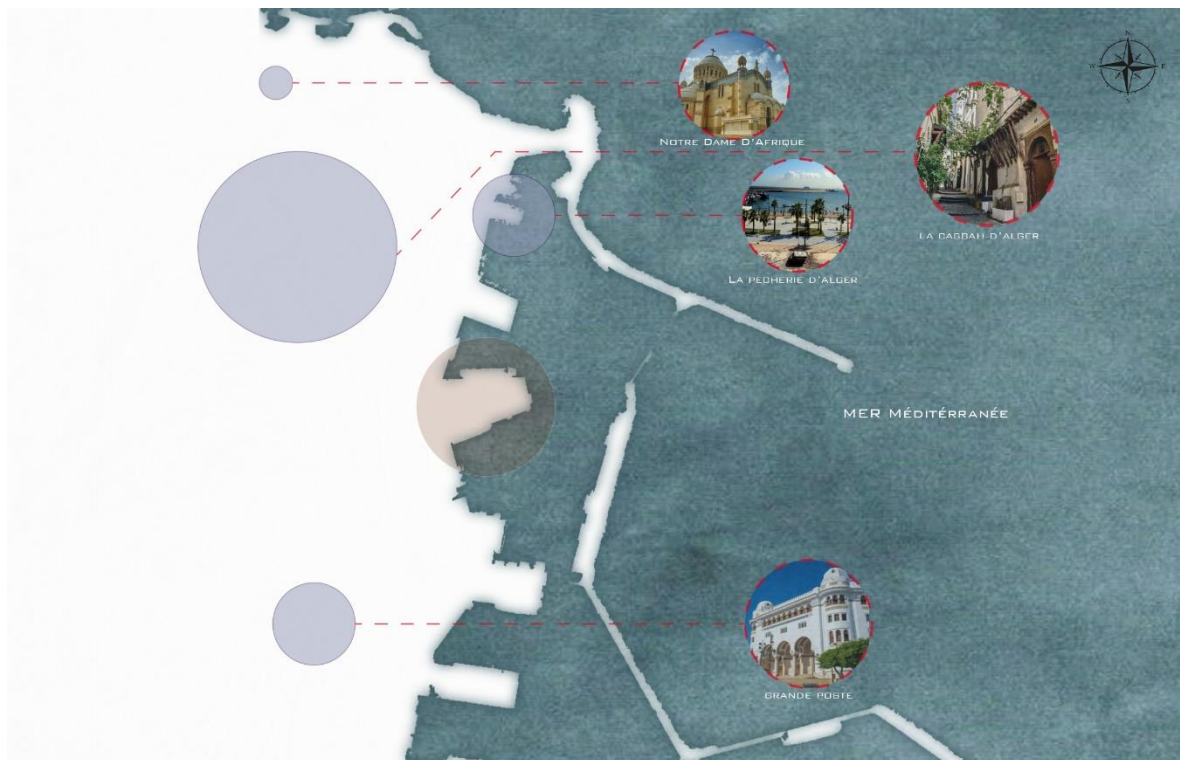 N
W E
NOTRE DAME D'AFRIQUE
LA CASBAH D'ALGER
LA PECHERIE D'ALGER
MER MÉDITÉRRANÉE
GRANDE POSTE